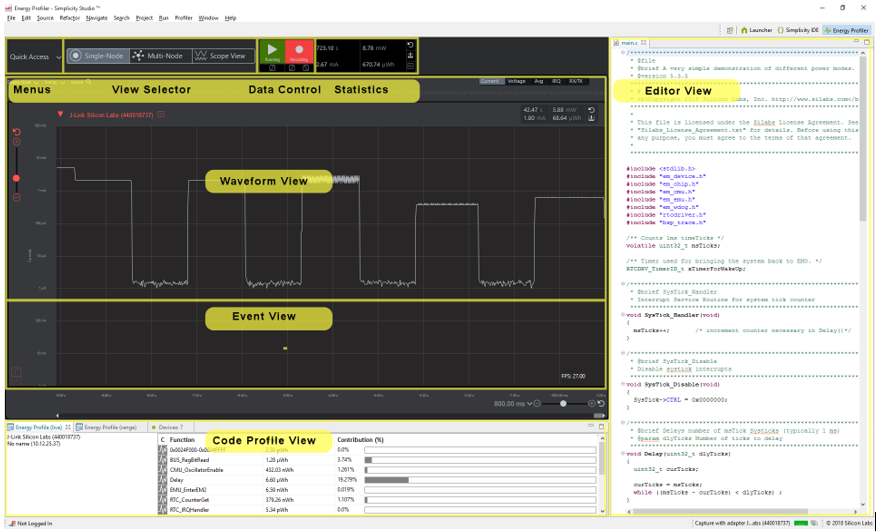 Energy Profiler - Simplicity Studio ™
File Edit Source Refactor Navigate Search Project Run Profiler Window Help
Launcher Simplicity IDE Energy Profiler
Quick Access Single-Node Multi-Node Scope View Running Recording
723.10 s 8.70 mW
2.67 mA 670.74 µWh
Current Voltage Avg IRQ RX/TX
Menus View Selector Data Control Statistics
J-Link Silicon Labs (440018737)
42.47 s 5.88 mW
1.80 mA 68.64 µWh
Waveform View
Event View
FPS: 27.00
800.00 ms
Energy Profile (live) Energy Profile (range) Devices: 7
J-Link Silicon Labs (440018737)
No name (10.12.25.37)
Code Profile View
C Function Contribution (%)
0x0024F000-0x0024FFFF 0.0%
BUS_RegBitRead 1.28 µWh 3.74%
CMU_OscillatorEnable 432.03 nWh 1.261%
Delay 6.60 µWh 19.279%
EMU_EnterEM2 6.59 nWh 0.019%
RTC_CounterGet 379.26 nWh 1.107%
RTC_IRQHandler 5.34 pWh 0.0%
main.c
/***
* @file
* @brief A very simple demonstration of different power modes.
* @version 5.3.5
Editor View
Labs, Inc. http://www.silabs.com</b
*
* This file is licensed under the Silabs License Agreement. See
* "Silabs_License_Agreement.txt" for details. Before using this
* any purpose, you must agree to the terms of that agreement.
*
#include <stdlib.h>
#include "em_device.h"
#include "em_chip.h"
#include "em_cmu.h"
#include "em_emu.h"
#include "em_wdog.h"
#include "rtcdriver.h"
#include "bsp_trace.h"
/** Counts 1ms timeTicks */
volatile uint32_t msTicks;
/** Timer used for bringing the system back to EM0. */
RTCDRV_TimerID_t xTimerForWakeUp;
* @brief SysTick_Handler
* Interrupt Service Routine for system tick counter
void SysTick_Handler(void)
{
msTicks++; /* increment counter necessary in Delay()*/
}
* @brief SysTick_Disable
* Disable systick interrupts
void SysTick_Disable(void)
{
SysTick->CTRL = 0x0000000;
}
* @brief Delays number of msTick Systicks (typically 1 ms)
* @param dlyTicks Number of ticks to delay
void Delay(uint32_t dlyTicks)
{
uint32_t curTicks;
curTicks = msTicks;
while ((msTicks - curTicks) < dlyTicks) ;
}
Not Logged In
Capture with adapter J...abs (440018737) © 2018 Silicon Labs